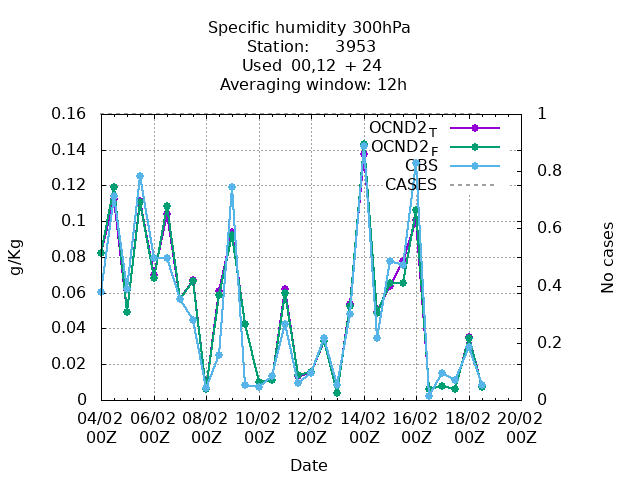 Specific humidity 300hPa
Station: 3953
Used 00,12 + 24
Averaging window: 12h
OCND2_T
OCND2_F
OBS
CASES
g/Kg
0.16
0.14
0.12
0.1
0.08
0.06
0.04
0.02
0
1
0.8
0.6
0.4
0.2
0
No cases
04/02 06/02 08/02 10/02 12/02 14/02 16/02 18/02 20/02
00Z 00Z 00Z 00Z 00Z 00Z 00Z 00Z 00Z
Date